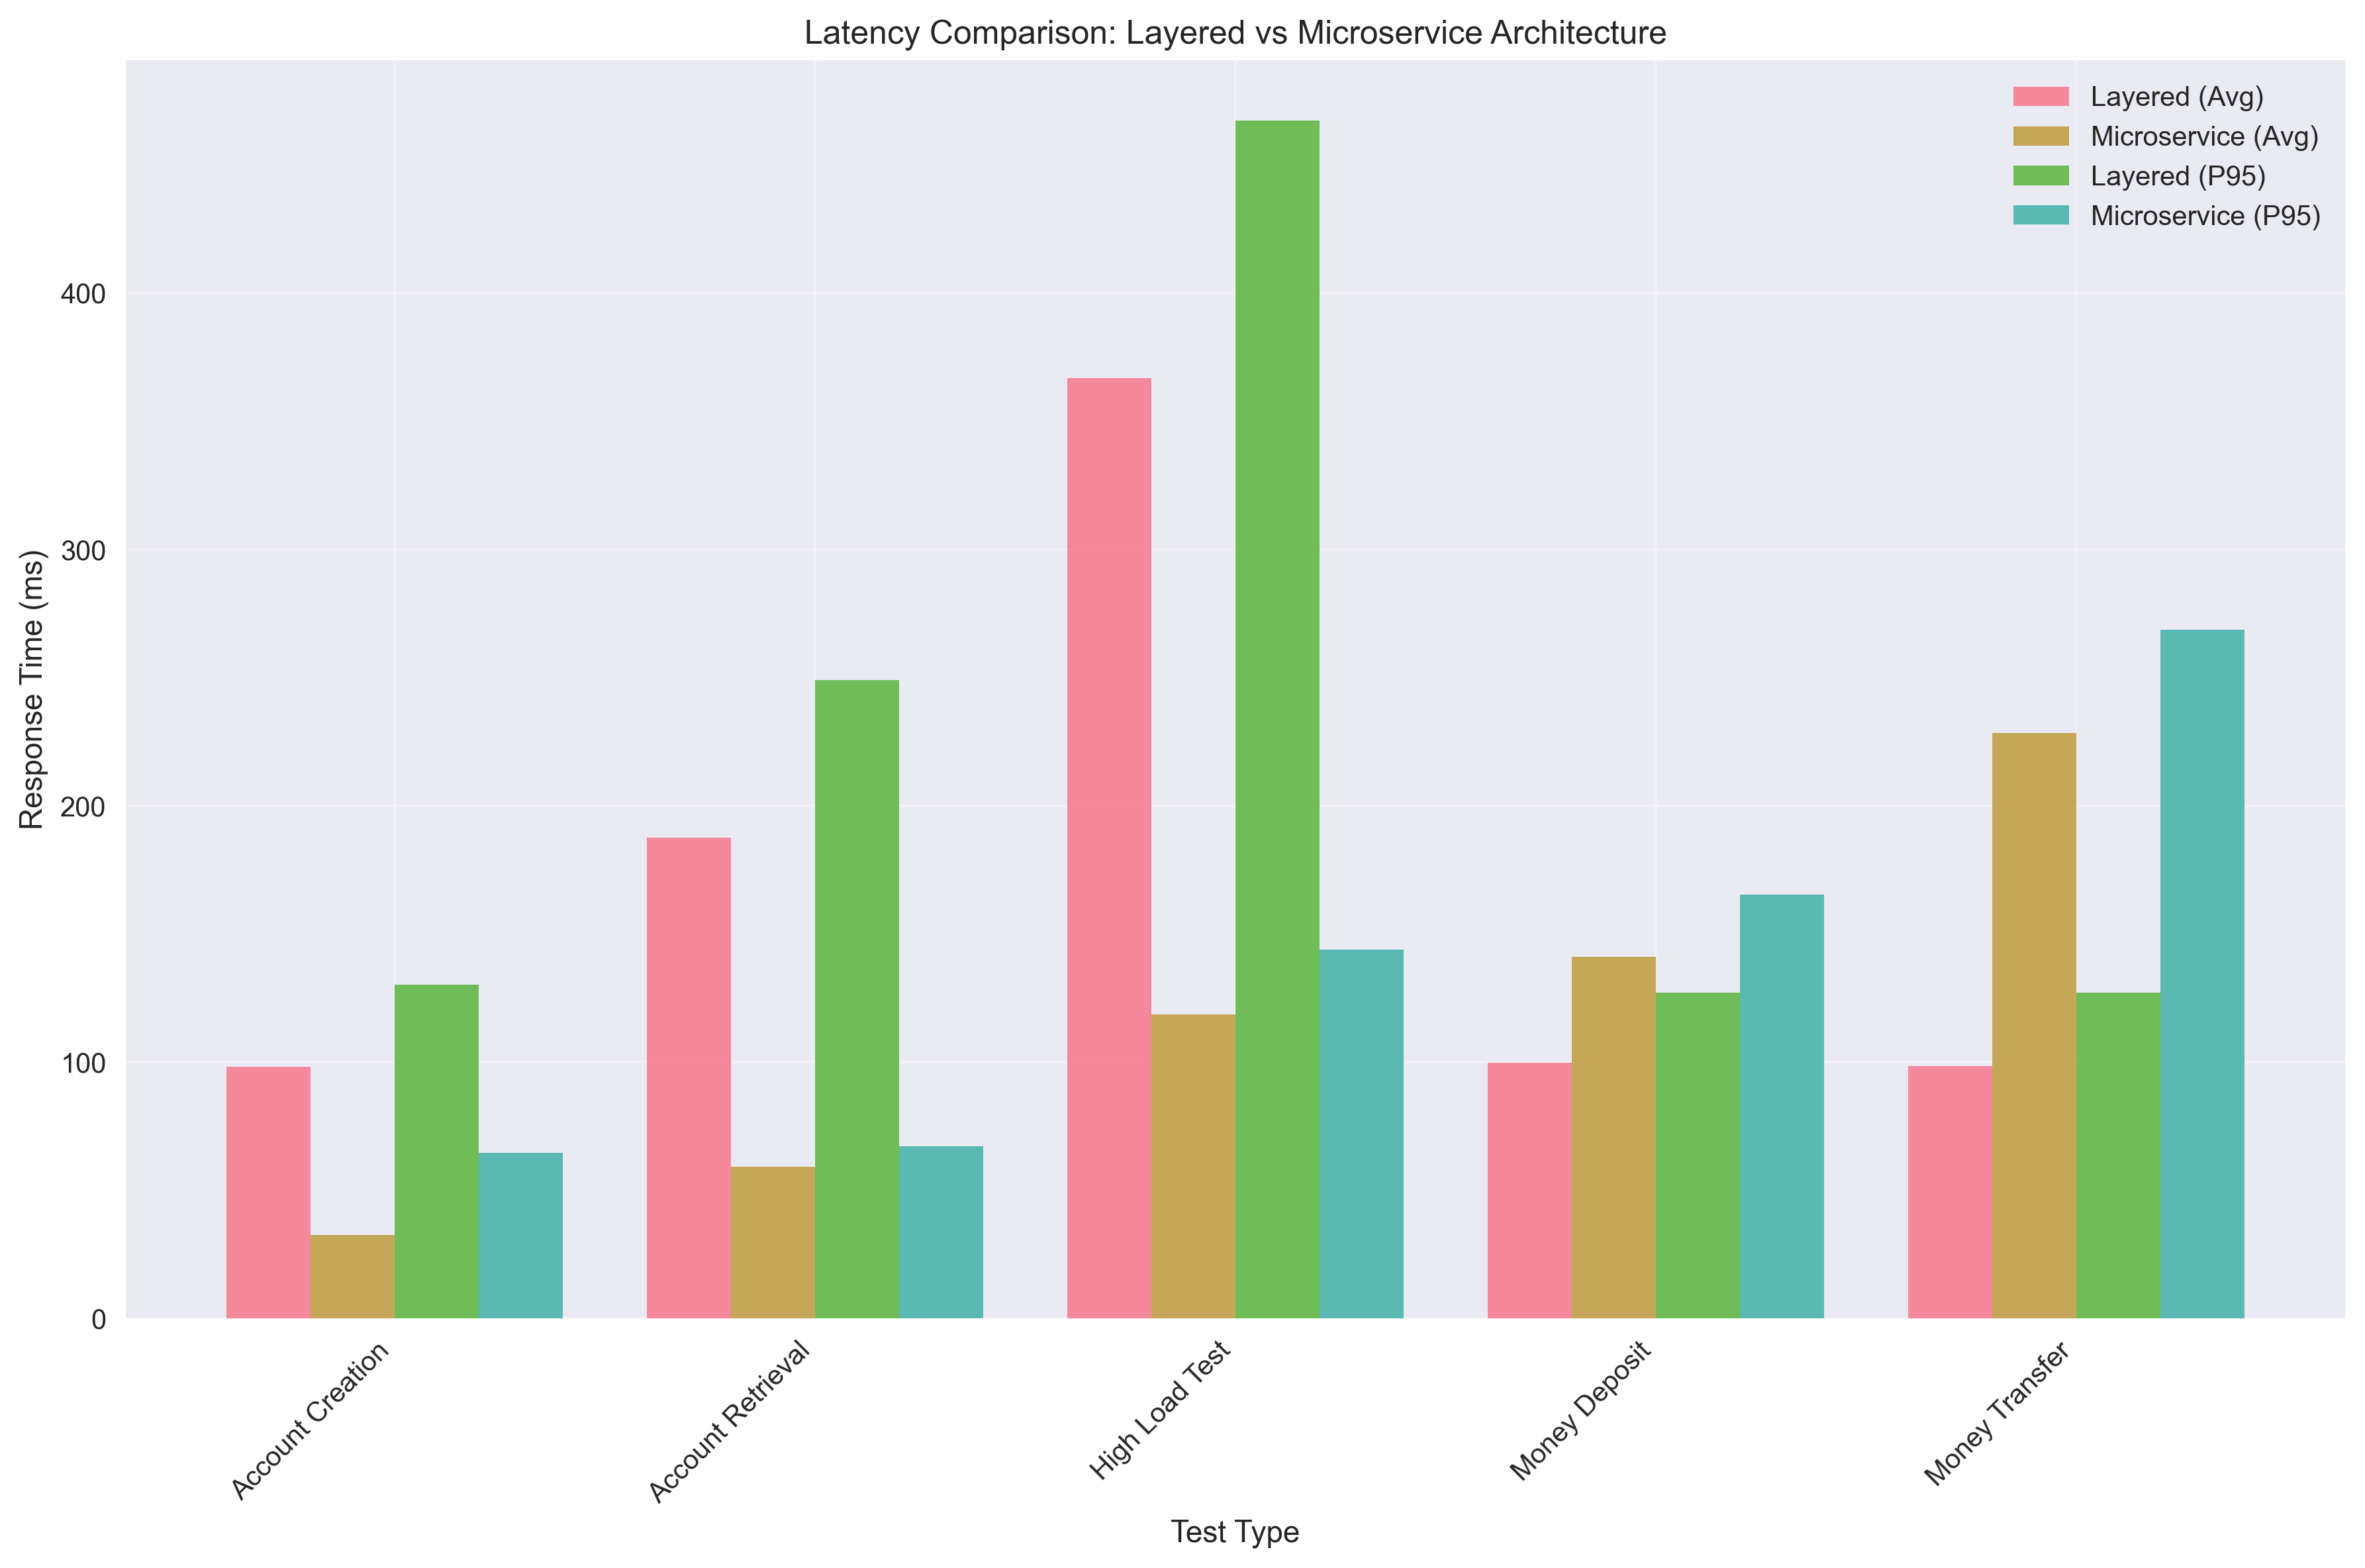 Latency Comparison: Layered vs Microservice Architecture
Layered (Avg)
Microservice (Avg)
Layered (P95)
Microservice (P95)
Response Time (ms)
400
300
200
100
0
Account Creation
Account Retrieval
High Load Test
Money Deposit
Money Transfer
Test Type